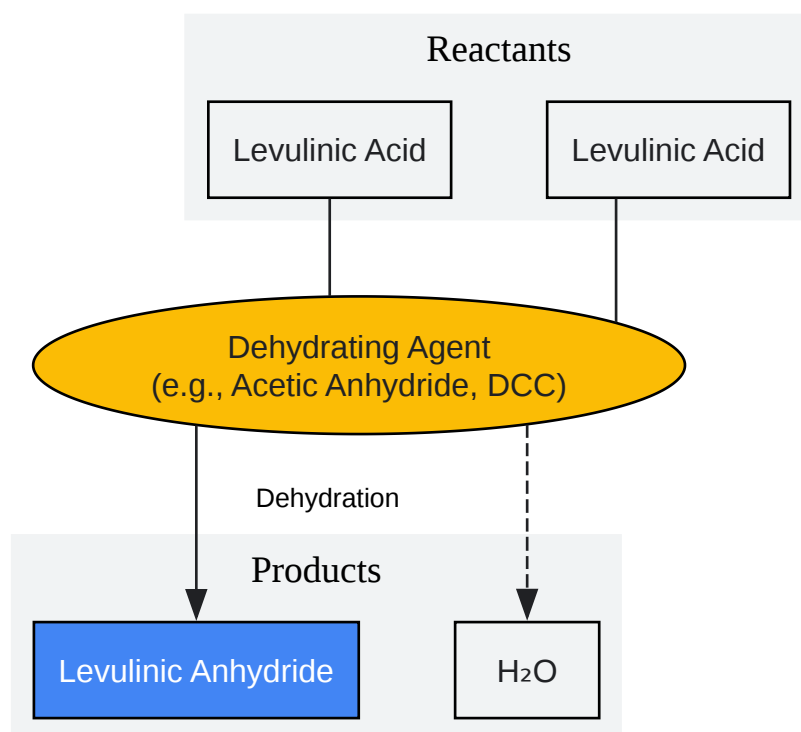 Reactants
Levulinic Acid
Levulinic Acid
Dehydrating Agent
(e.g., Acetic Anhydride, DCC)
Dehydration
Products
Levulinic Anhydride
H₂O